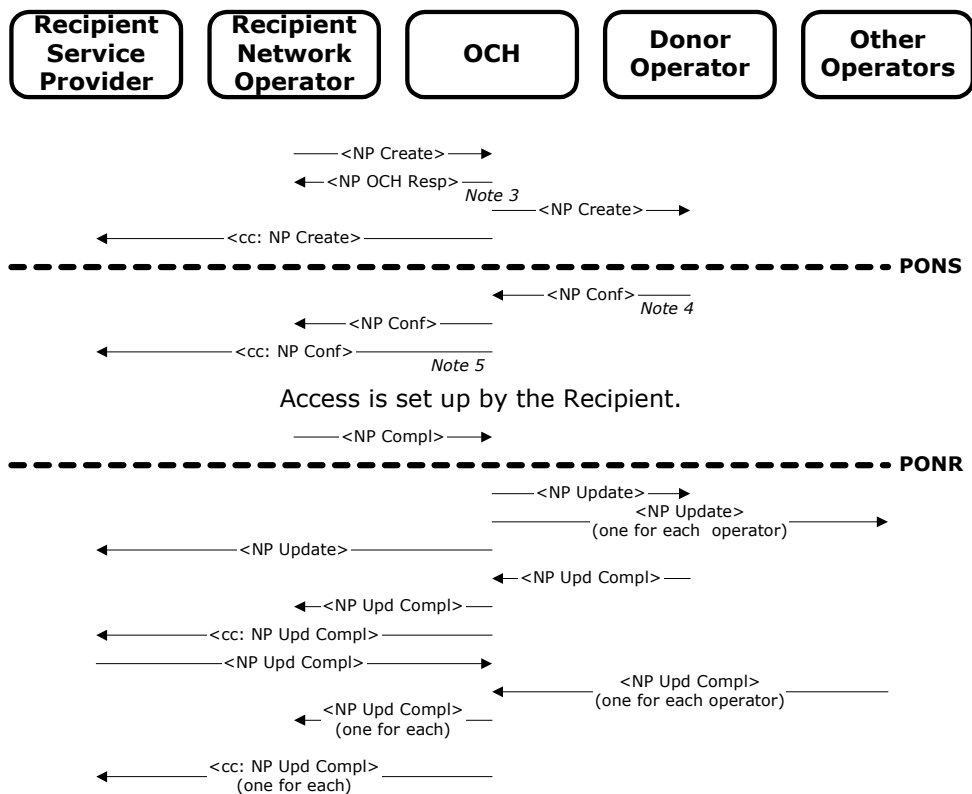 Recipient
Service
Provider
Recipient
Network
Operator
OCH
Donor
Operator
Other
Operators
<NP Create>
<NP OCH Resp>
Note 3
<NP Create>
<cc: NP Create>
PONS
<NP Conf>
Note 4
<NP Conf>
<cc: NP Conf>
Note 5
Access is set up by the Recipient.
<NP Compl>
PONR
<NP Update>
<NP Update>
(one for each operator)
<NP Update>
<NP Upd Compl>
<NP Upd Compl>
<cc: NP Upd Compl>
<NP Upd Compl>
<NP Upd Compl>
(one for each operator)
<NP Upd Compl>
(one for each)
<cc: NP Upd Compl>
(one for each)